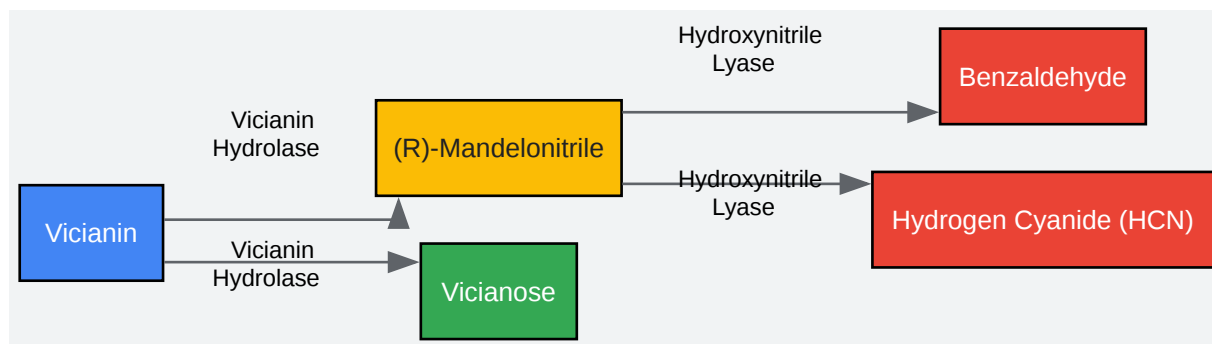 Hydroxynitrile
Lyase
Benzaldehyde
Vicianin
Hydrolase
(R)-Mandelonitrile
Hydroxynitrile
Lyase
Hydrogen Cyanide (HCN)
Vicianin
Vicianin
Hydrolase
Vicianose